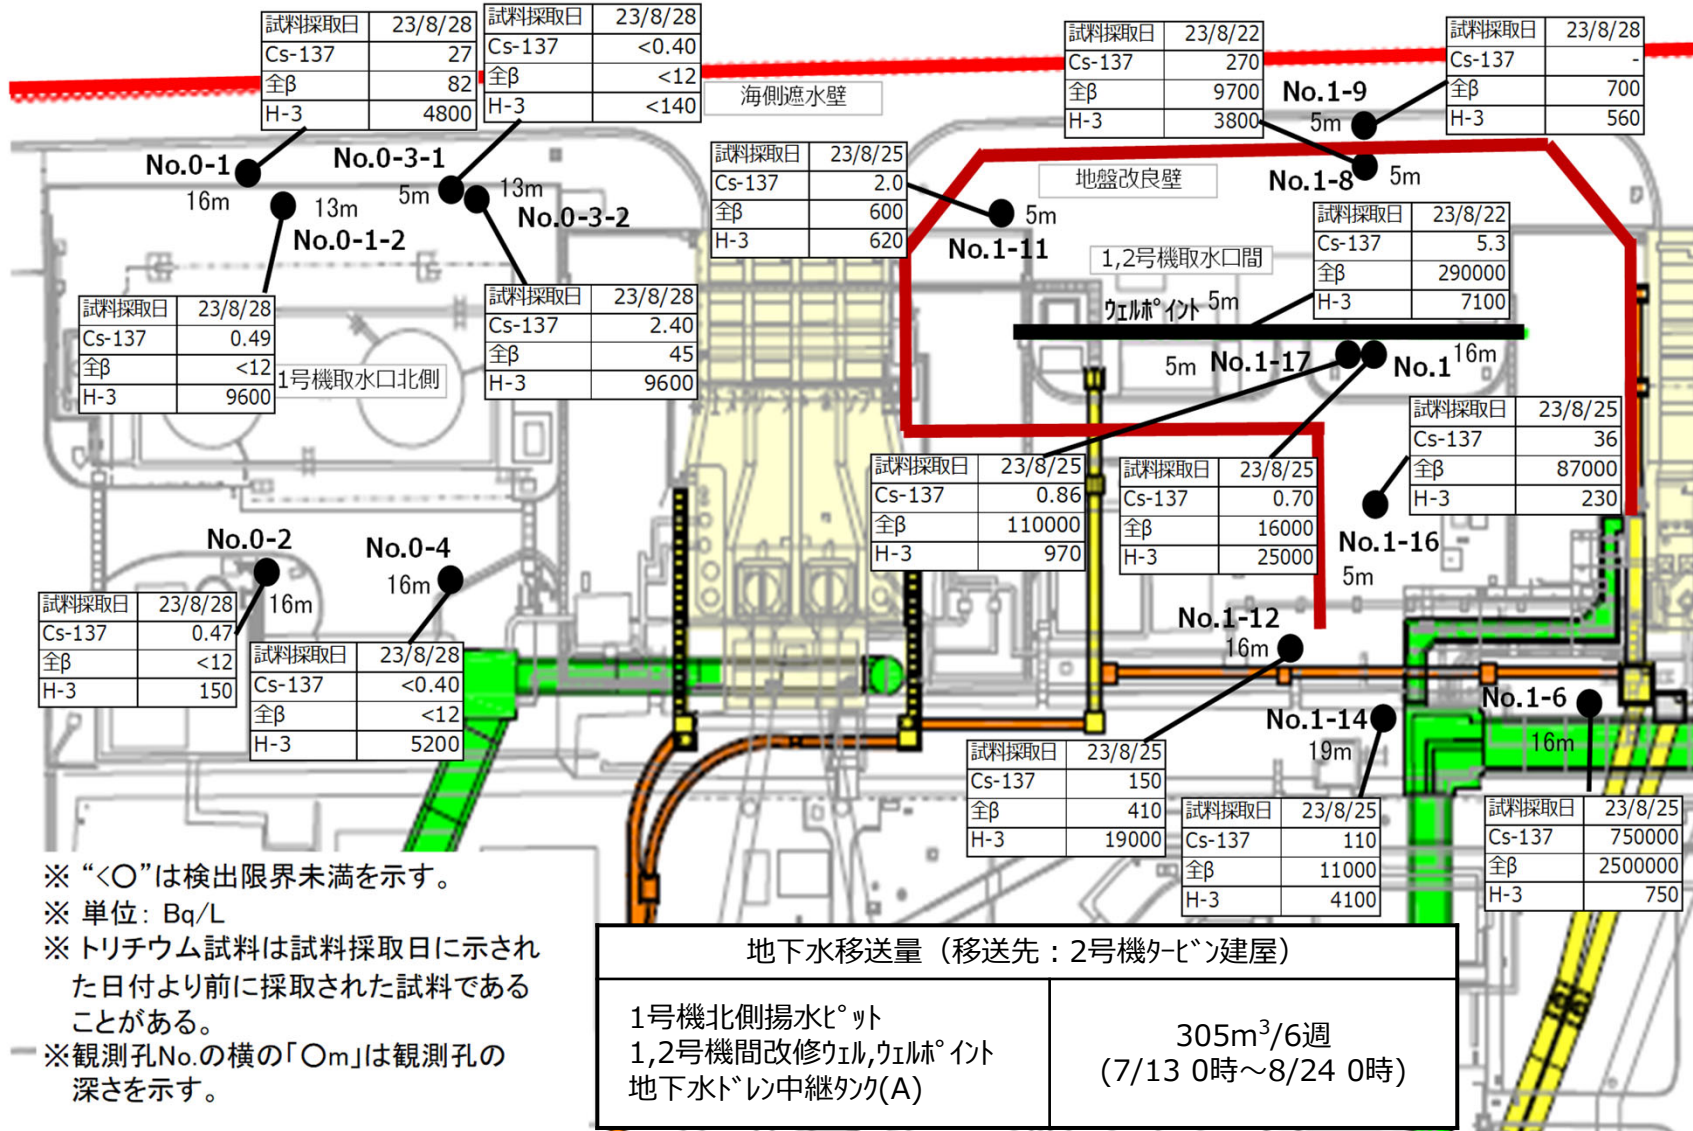 試料採取日 23/8/28
Cs-137 27
全β 82
H-3 4800
試料採取日 23/8/28
Cs-137 <0.40
全β <12
H-3 <140
海側遮水壁
試料採取日 23/8/22
Cs-137 270
全β 9700
H-3 3800
試料採取日 23/8/28
Cs-137 -
全β 700
H-3 560
No.1-9
5m
No.0-1
16m
No.0-3-1
5m
13m
No.0-3-2
13m
No.0-1-2
試料採取日 23/8/25
Cs-137 2.0
全β 600
H-3 620
5m
No.1-11
地盤改良壁
No.1-8 5m
試料採取日 23/8/22
Cs-137 5.3
全β 290000
H-3 7100
1,2号機取水口間
ウェルポイント 5m
試料採取日 23/8/28
Cs-137 0.49
全β <12
H-3 9600
1号機取水口北側
試料採取日 23/8/28
Cs-137 2.40
全β 45
H-3 9600
5m No.1-17
No.1 16m
試料採取日 23/8/25
Cs-137 36
全β 87000
H-3 230
試料採取日 23/8/25
Cs-137 0.86
全β 110000
H-3 970
試料採取日 23/8/25
Cs-137 0.70
全β 16000
H-3 25000
No.1-16
5m
No.0-2
16m
No.0-4
16m
試料採取日 23/8/28
Cs-137 0.47
全β <12
H-3 150
試料採取日 23/8/28
Cs-137 <0.40
全β <12
H-3 5200
No.1-12
16m
No.1-14
19m
No.1-6
16m
試料採取日 23/8/25
Cs-137 150
全β 410
H-3 19000
試料採取日 23/8/25
Cs-137 110
全β 11000
H-3 4100
試料採取日 23/8/25
Cs-137 750000
全β 2500000
H-3 750
※ “<〇”は検出限界未満を示す。
※ 単位: Bq/L
※ トリチウム試料は試料採取日に示され
た日付より前に採取された試料である
ことがある。
※観測孔No.の横の「〇m」は観測孔の
深さを示す。
地下水移送量（移送先：2号機ﾀｰﾋﾞﾝ建屋）
1号機北側揚水ﾋﾟｯﾄ
1,2号機間改修ｳｪﾙ,ｳｪﾙﾎﾟｲﾝﾄ
地下水ﾄﾞﾚﾝ中継ﾀﾝｸ(A)
305m³/6週
(7/13 0時～8/24 0時)